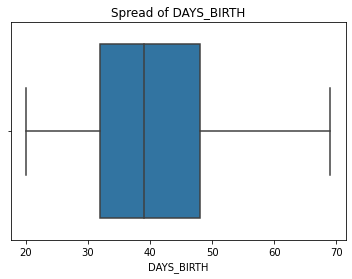 Spread of DAYS_BIRTH
20 30 40 50 60 70
DAYS_BIRTH